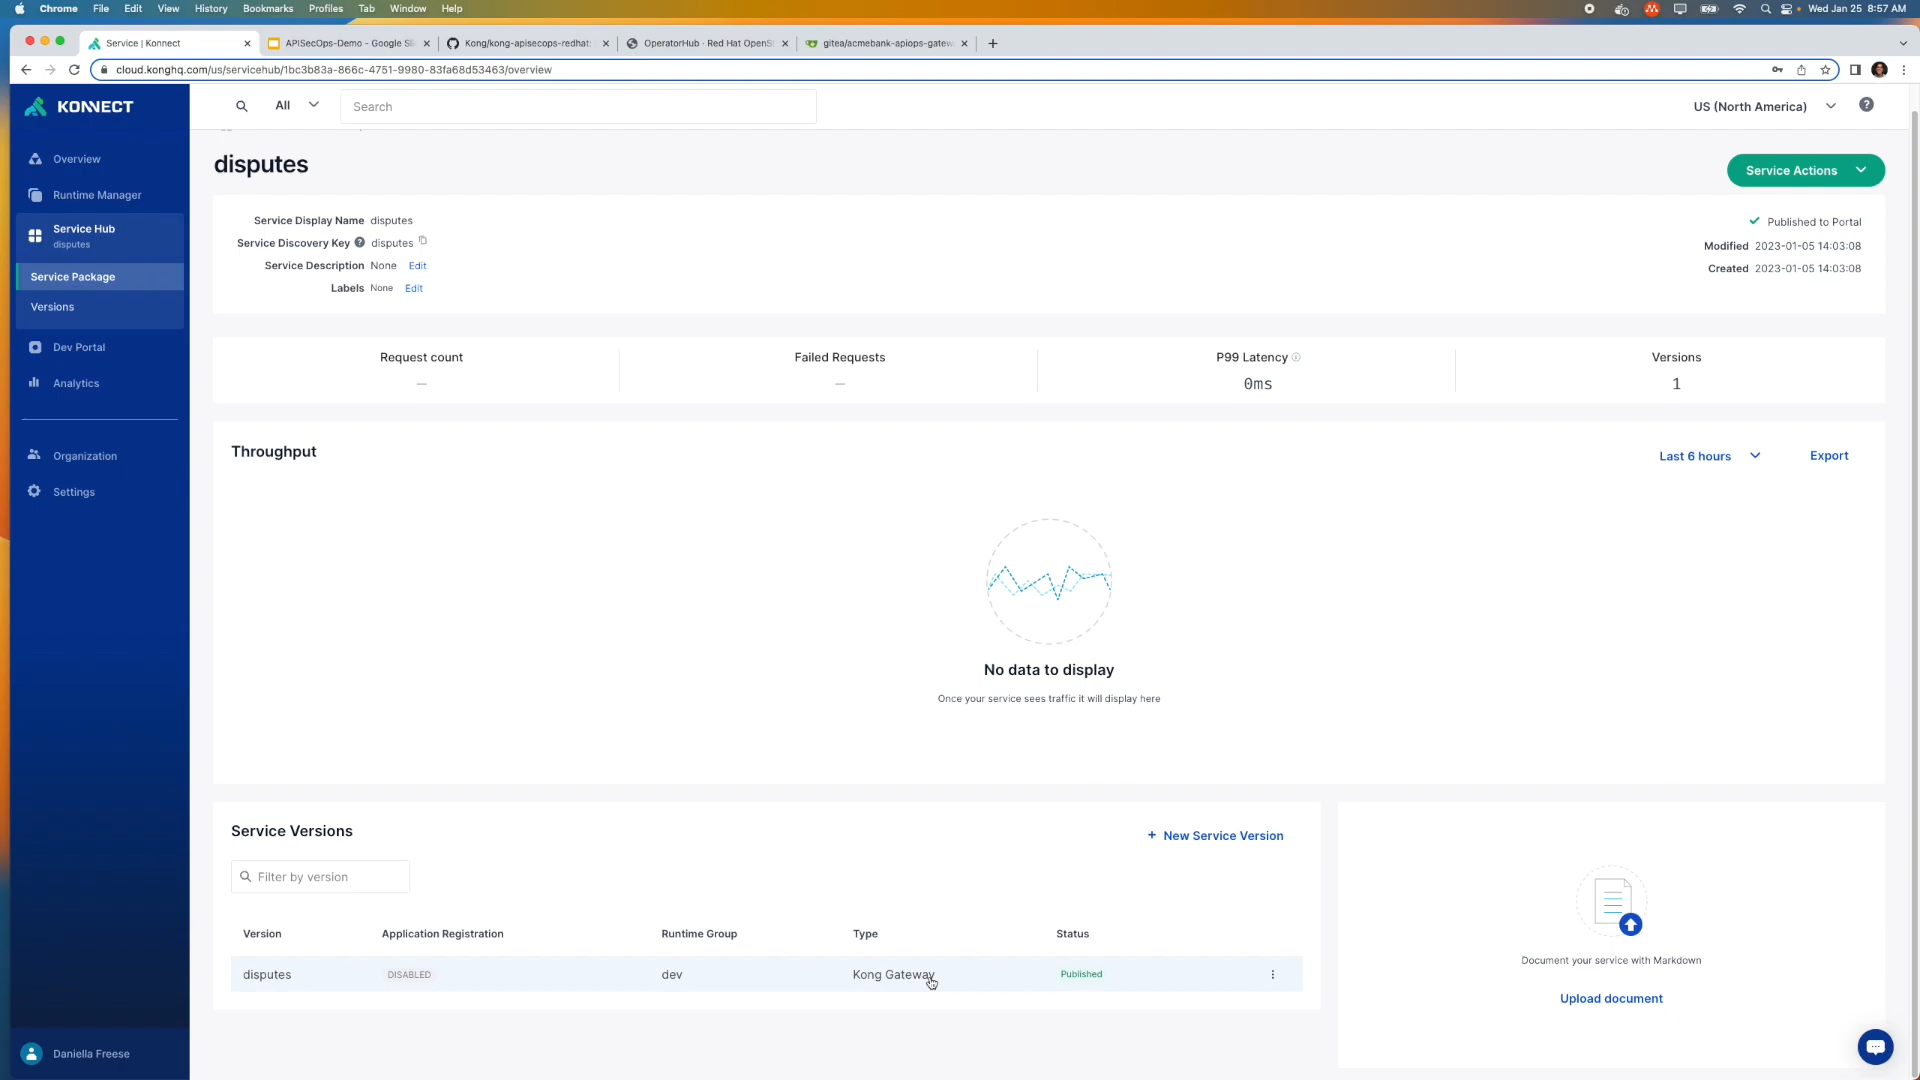 Chrome File Edit View History Bookmarks Profiles Tab Window Help Wed Jan 25 8:57 AM
Service | Konnect APISecOps-Demo - Google Sli Kong/kong-apisecops-redhat: OperatorHub · Red Hat OpenS gitea/acmebank-apiops-gatew
cloud.konghq.com/us/servicehub/1bc3b83a-866c-4751-9980-83fa68d53463/overview
KONNECT
All Search US (North America) ?
Overview
Runtime Manager
Service Hub
disputes
Service Package
Versions
Dev Portal
Analytics
Organization
Settings
Daniella Freese
disputes
Service Actions
Service Display Name disputes
Service Discovery Key ? disputes
Service Description None Edit
Labels None Edit
Published to Portal
Modified 2023-01-05 14:03:08
Created 2023-01-05 14:03:08
Request count Failed Requests P99 Latency Versions
— — 0ms 1
Throughput
Last 6 hours Export
No data to display
Once your service sees traffic it will display here
Service Versions
+ New Service Version
Filter by version
Version Application Registration Runtime Group Type Status
disputes DISABLED dev Kong Gateway Published
Document your service with Markdown
Upload document